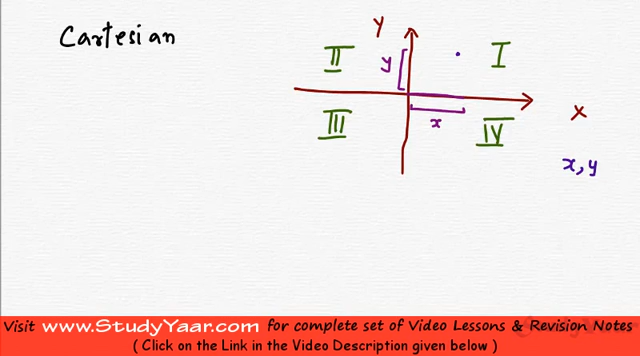 Cartesian
Y
II
y
I
III
x
IV
X
x, y
Visit www.StudyYaar.com for complete set of Video Lessons & Revision Notes
( Click on the Link in the Video Description given below )